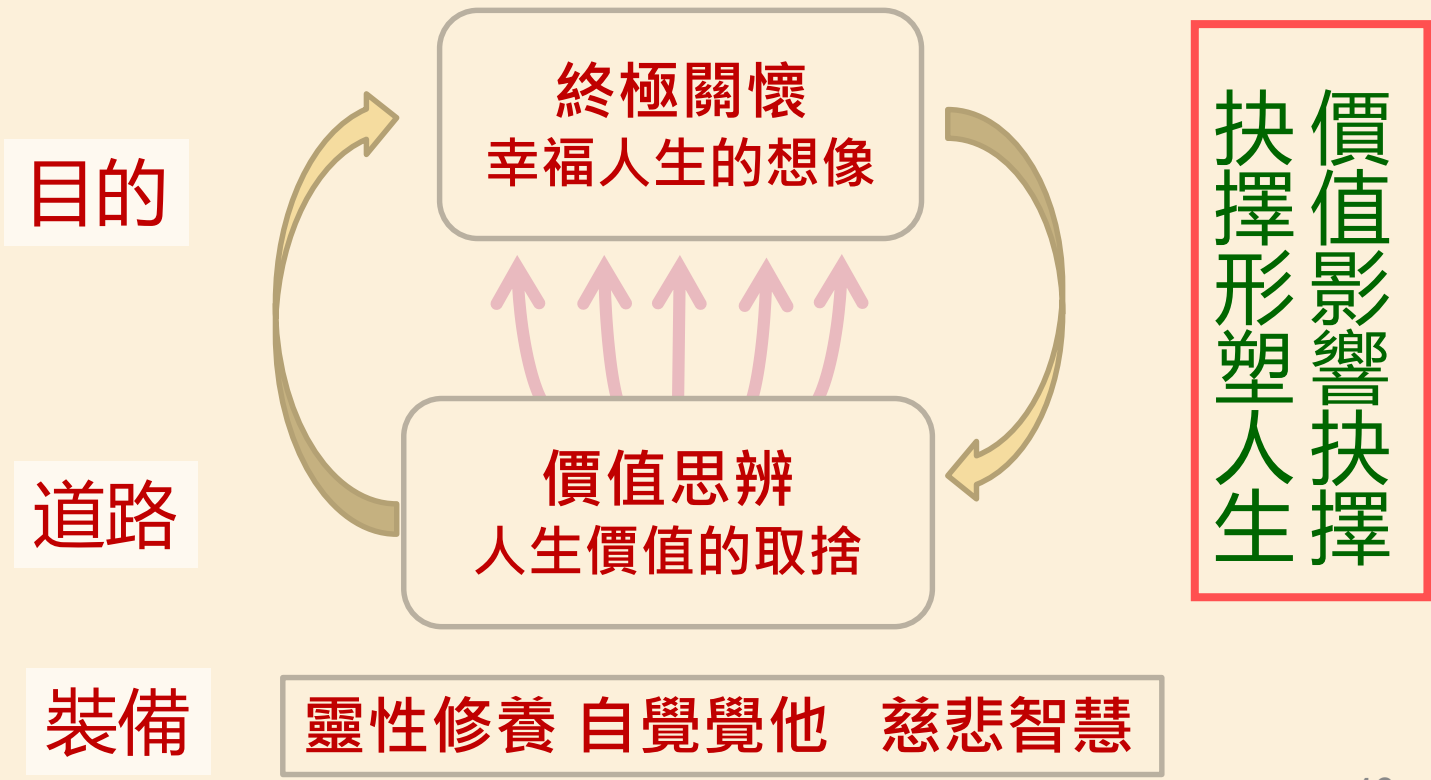 終極關懷
幸福人生的想像
目的
價值思辨
人生價值的取捨
道路
裝備
靈性修養 自覺覺他 慈悲智慧
價值影響抉擇
抉擇形塑人生